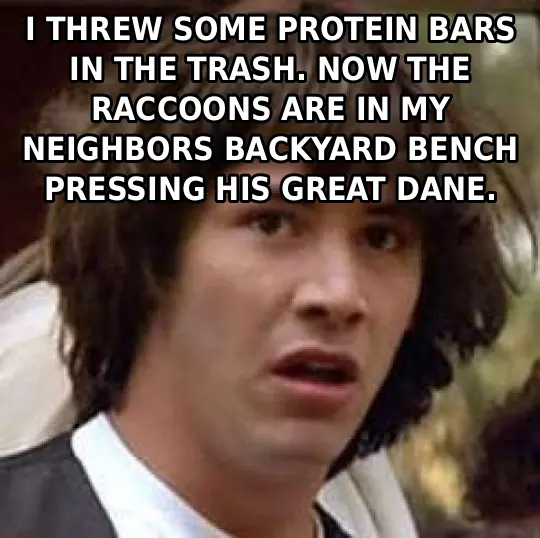 I THREW SOME PROTEIN BARS
IN THE TRASH. NOW THE
RACCOONS ARE IN MY
NEIGHBORS BACKYARD BENCH
PRESSING HIS GREAT DANE.